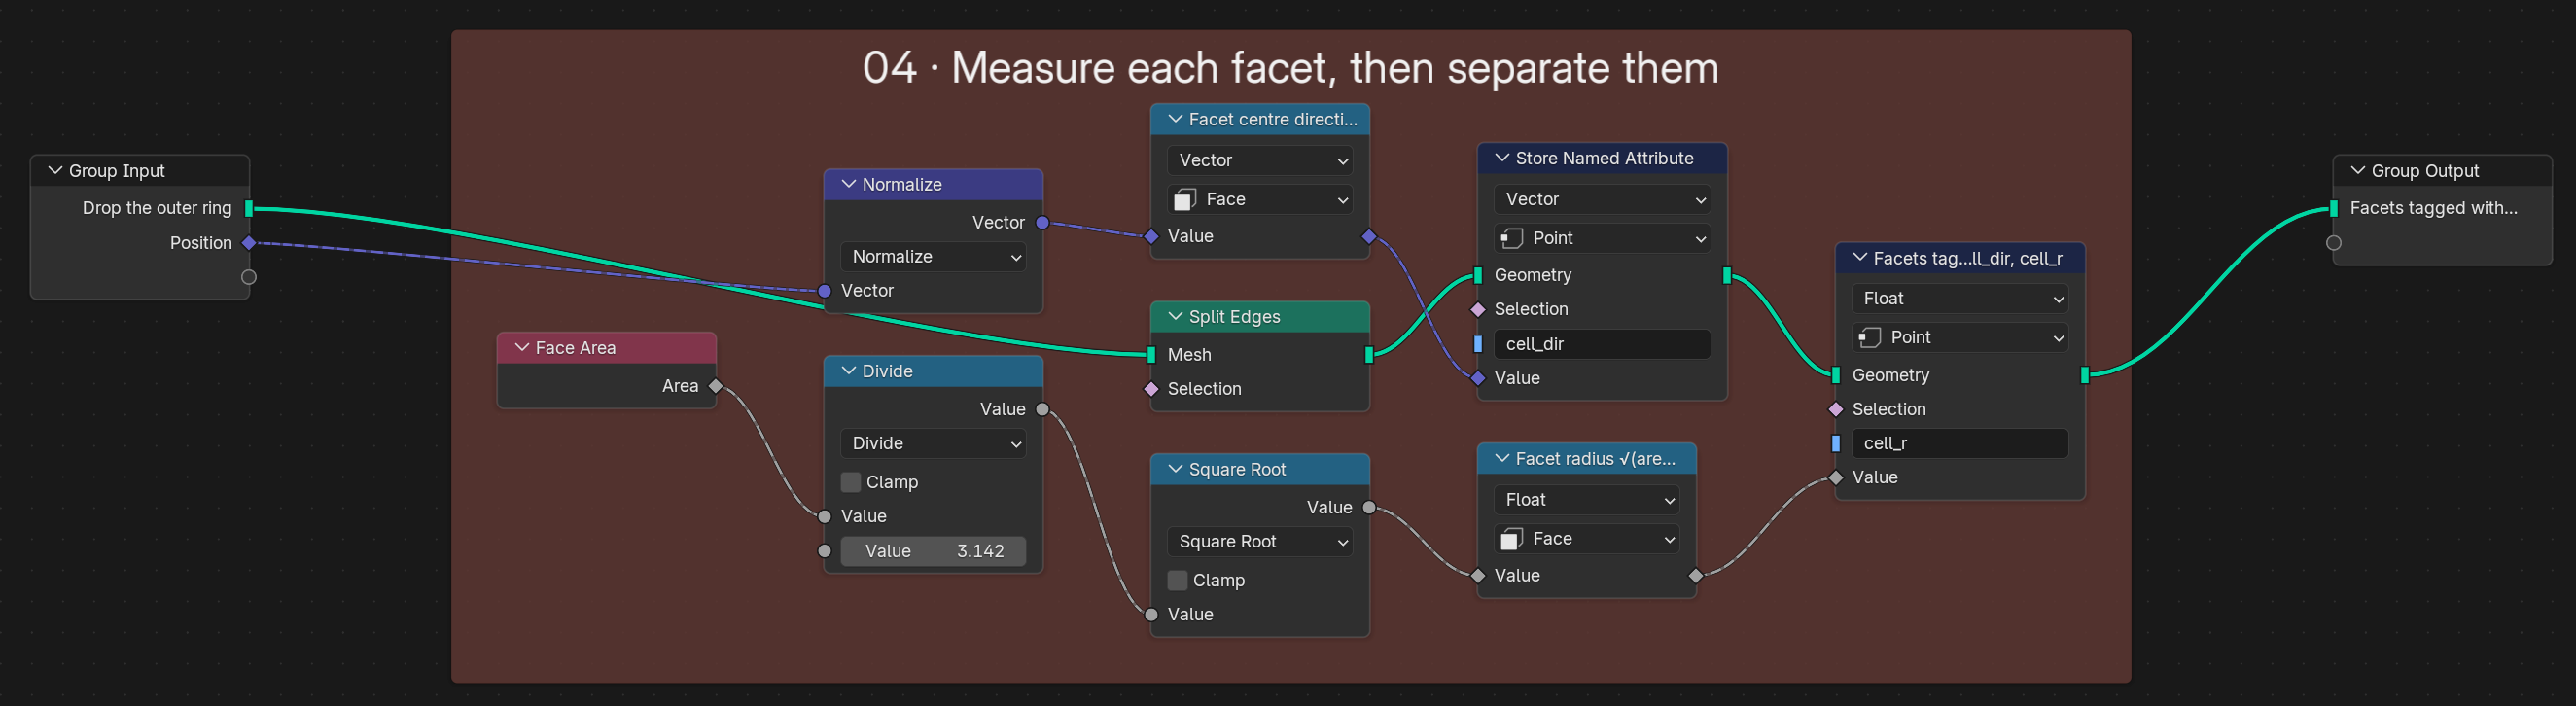 04 · Measure each facet, then separate them
Group Input
Drop the outer ring
Position
Face Area
Area
Normalize
Vector
Normalize
Vector
Divide
Value
Divide
Clamp
Value
Value 3.142
Facet centre directi...
Vector
Face
Value
Split Edges
Mesh
Selection
Square Root
Value
Square Root
Clamp
Value
Store Named Attribute
Vector
Point
Geometry
Selection
cell_dir
Value
Facet radius √(are...
Float
Face
Value
Facets tag...ll_dir, cell_r
Float
Point
Geometry
Selection
cell_r
Value
Group Output
Facets tagged with...